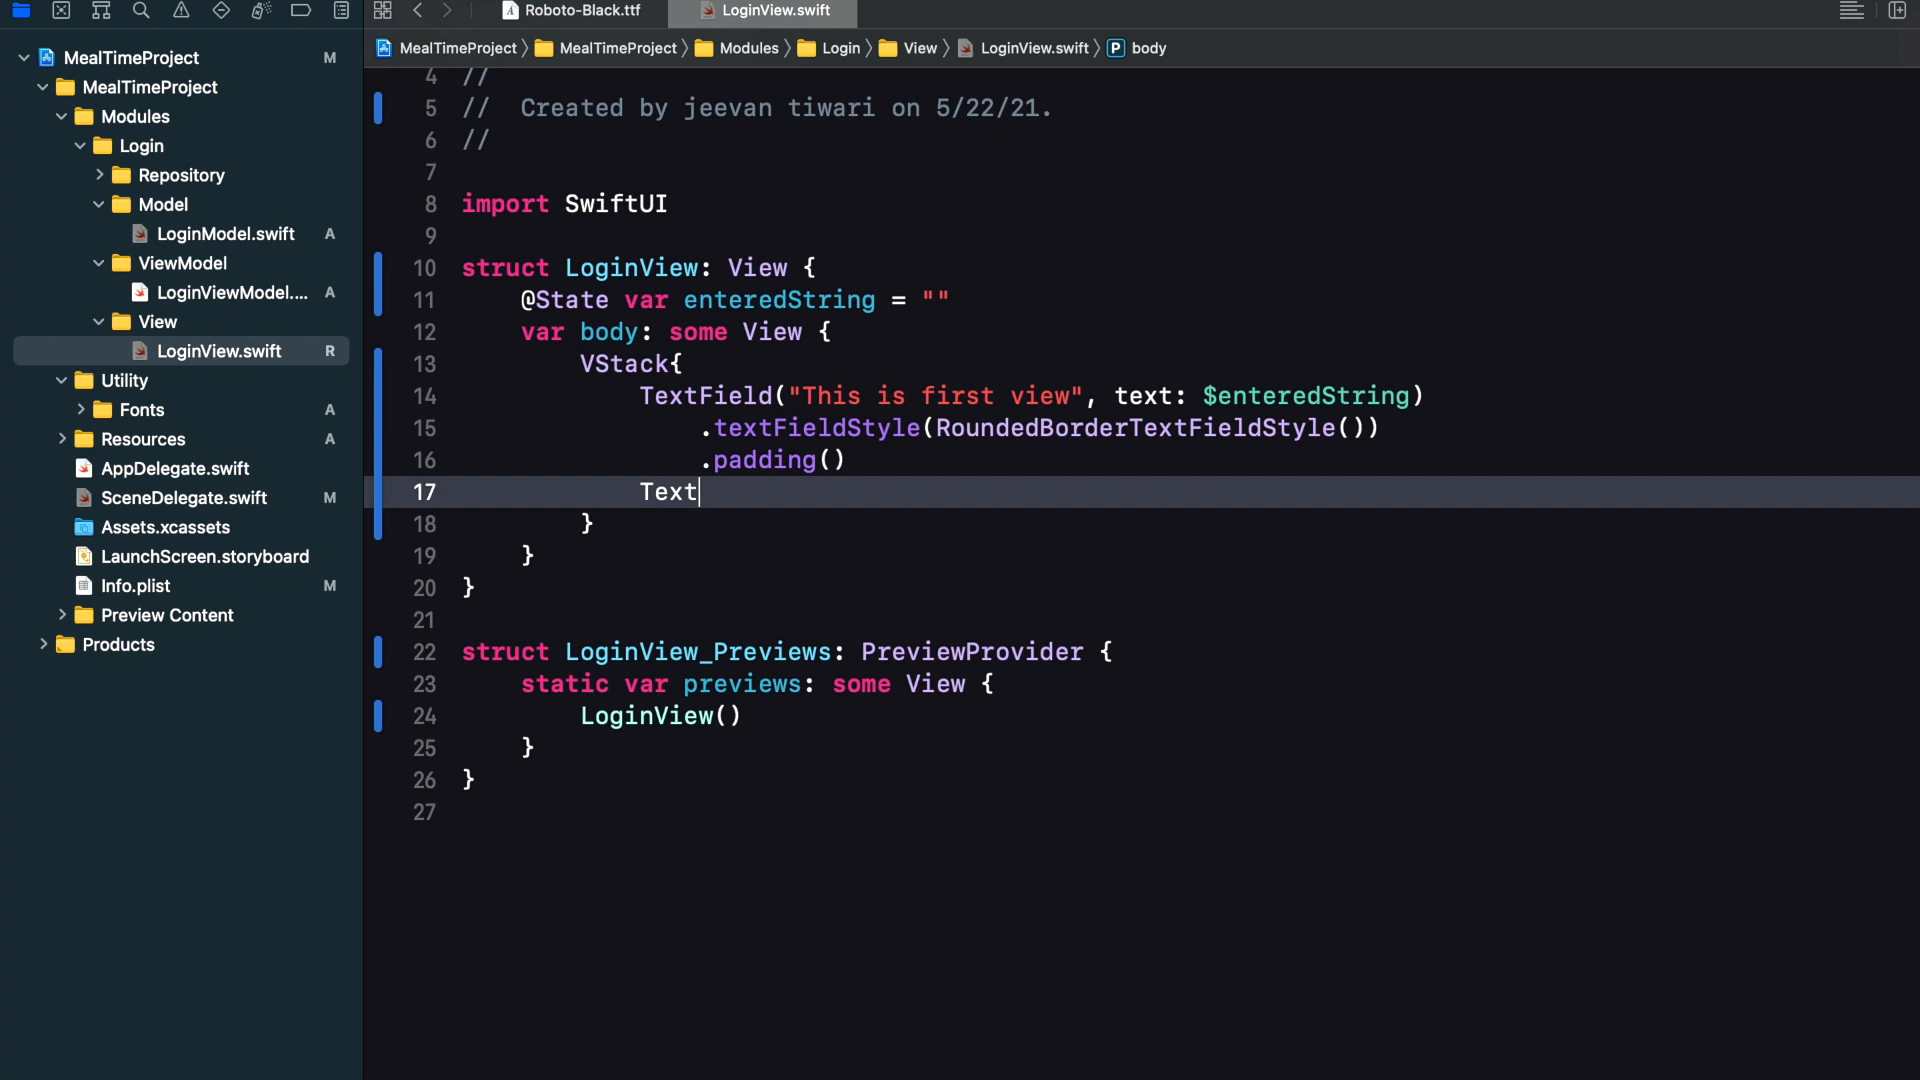 Roboto-Black.ttf
LoginView.swift
MealTimeProject
MealTimeProject
Modules
Login
View
LoginView.swift
P body
MealTimeProject M
MealTimeProject
Modules
Login
Repository
Model
LoginModel.swift A
ViewModel
LoginViewModel.... A
View
LoginView.swift R
Utility
Fonts A
Resources A
AppDelegate.swift
SceneDelegate.swift M
Assets.xcassets
LaunchScreen.storyboard
Info.plist M
Preview Content
Products
4 //
5 //  Created by jeevan tiwari on 5/22/21.
6 //
7
8 import SwiftUI
9
10 struct LoginView: View {
11     @State var enteredString = ""
12     var body: some View {
13         VStack{
14             TextField("This is first view", text: $enteredString)
15                 .textFieldStyle(RoundedBorderTextFieldStyle())
16                 .padding()
17             Text
18         }
19     }
20 }
21
22 struct LoginView_Previews: PreviewProvider {
23     static var previews: some View {
24         LoginView()
25     }
26 }
27